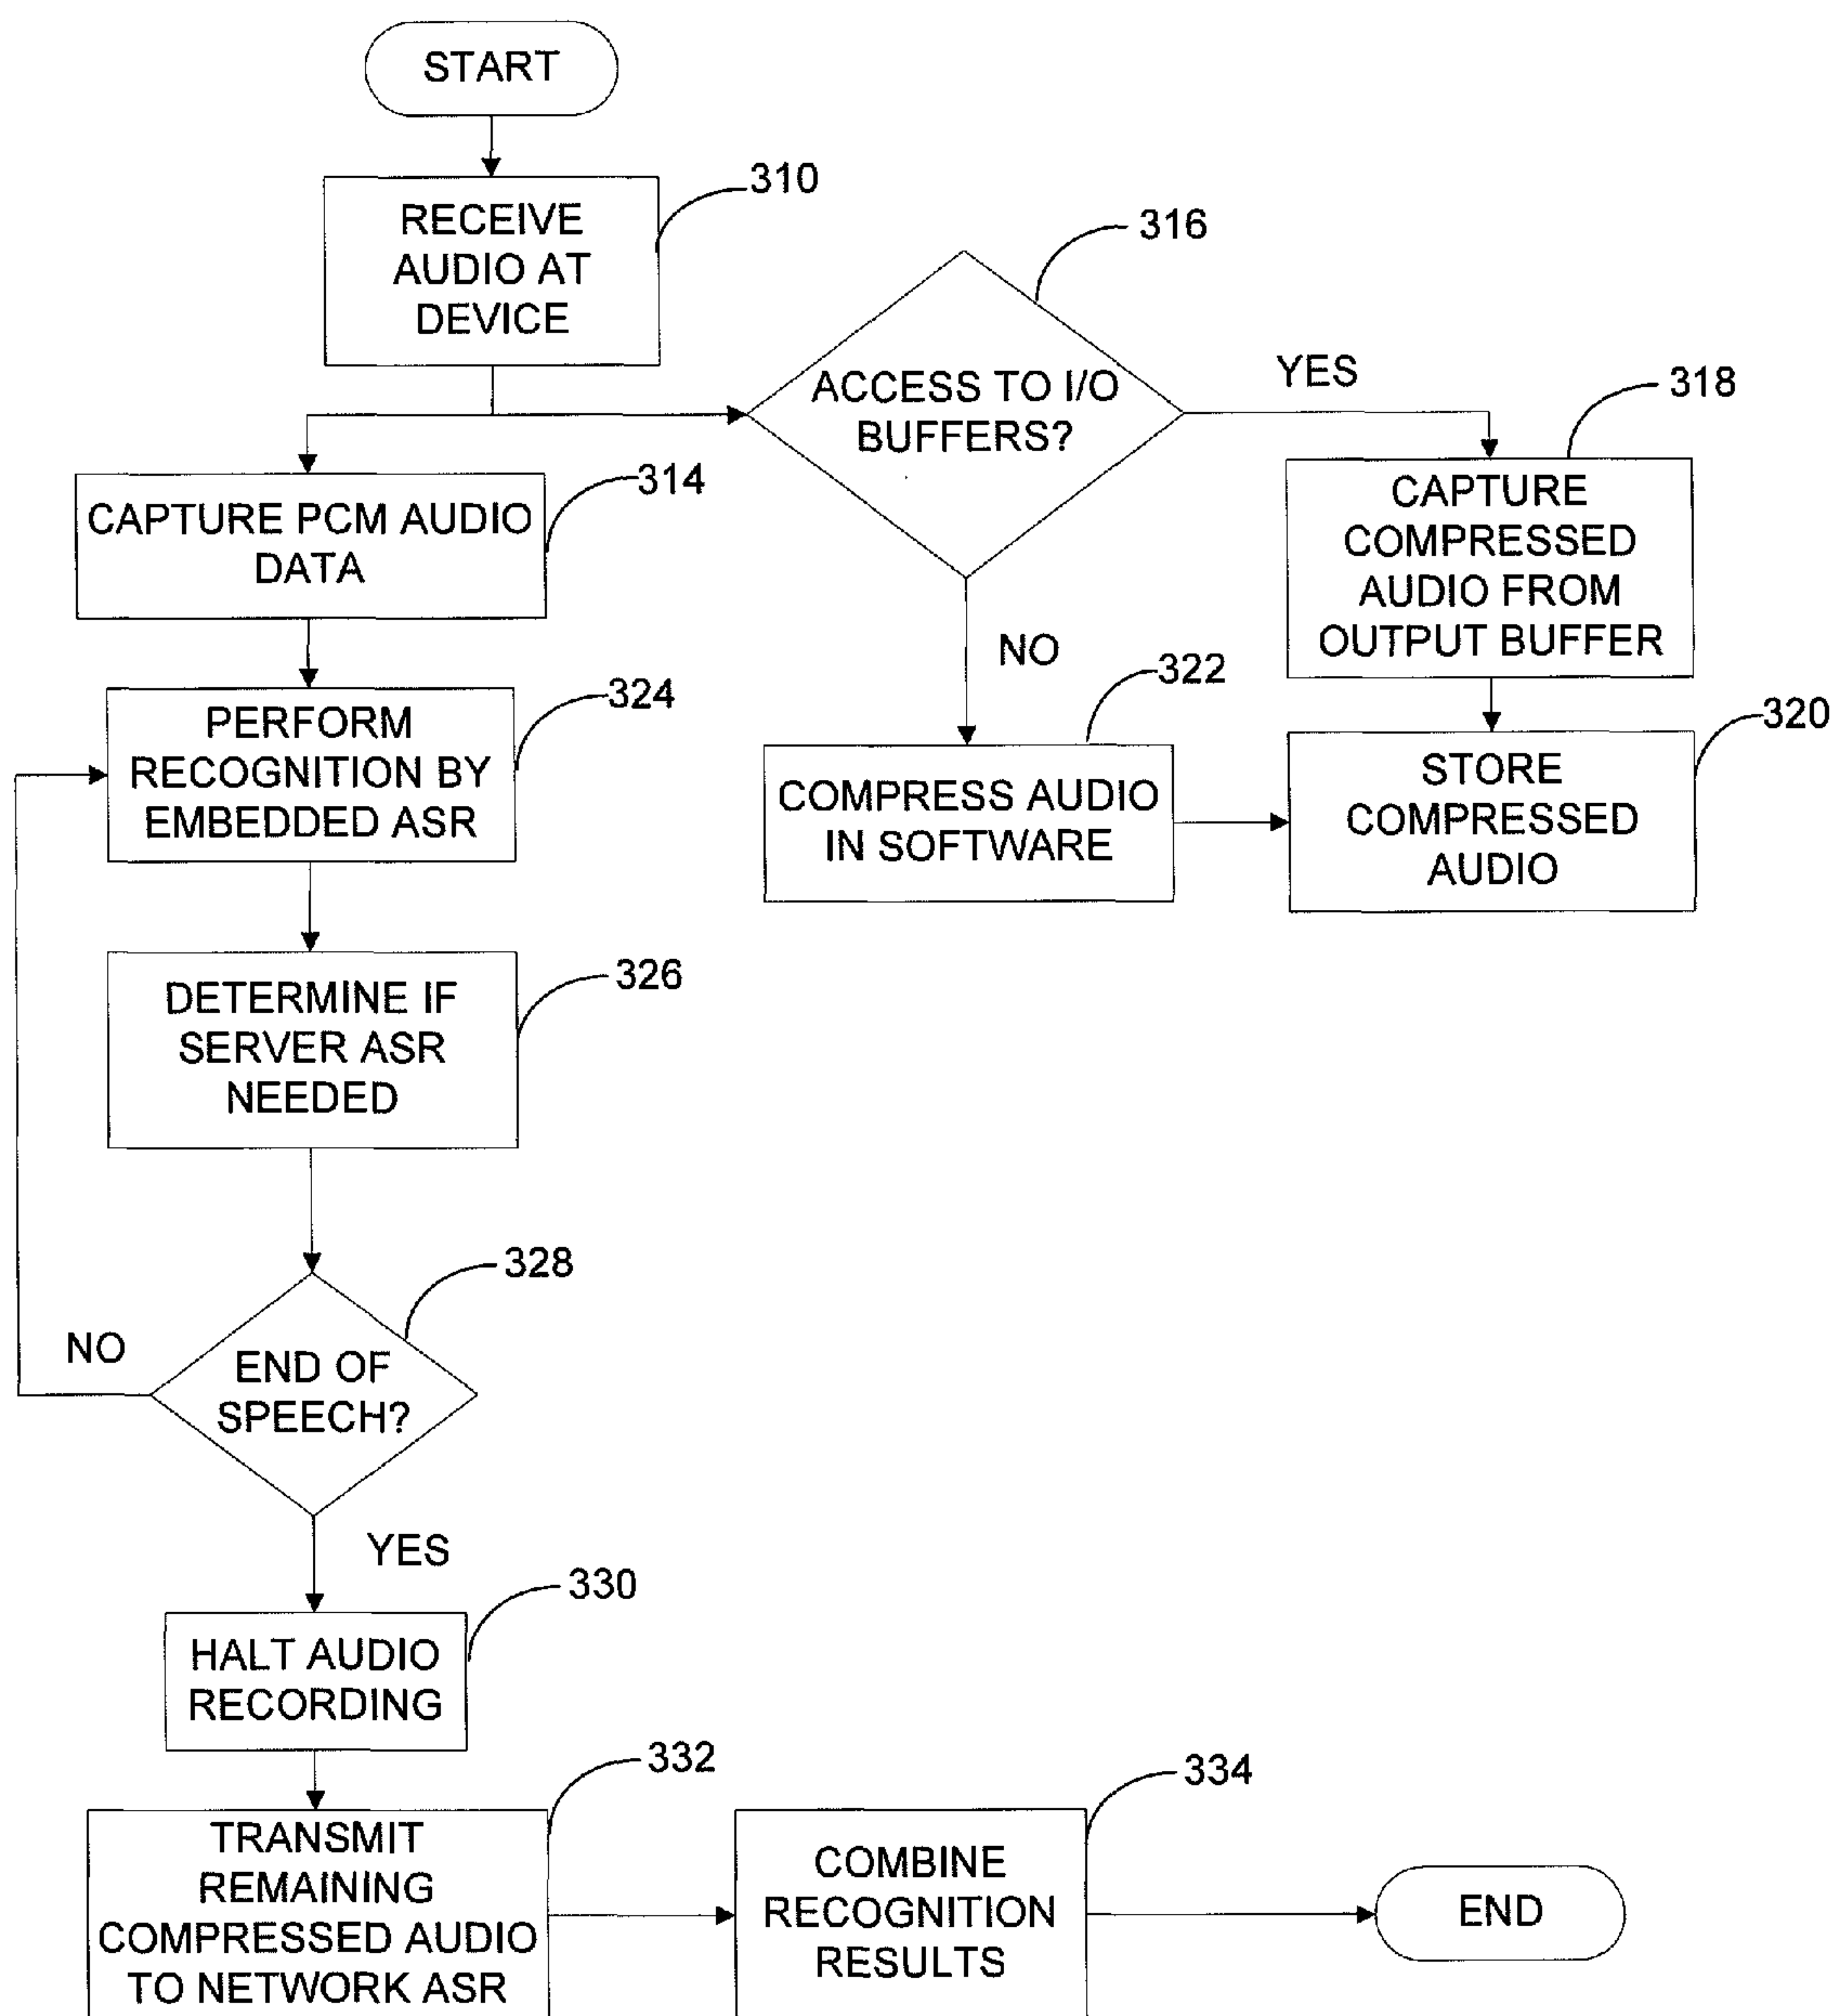 START
310
RECEIVE
AUDIO AT
DEVICE
316
ACCESS TO I/O
BUFFERS?
YES
318
CAPTURE
COMPRESSED
AUDIO FROM
OUTPUT BUFFER
314
CAPTURE PCM AUDIO
DATA
NO
322
COMPRESS AUDIO
IN SOFTWARE
320
STORE
COMPRESSED
AUDIO
324
PERFORM
RECOGNITION BY
EMBEDDED ASR
326
DETERMINE IF
SERVER ASR
NEEDED
328
NO
END OF
SPEECH?
YES
330
HALT AUDIO
RECORDING
332
TRANSMIT
REMAINING
COMPRESSED AUDIO
TO NETWORK ASR
334
COMBINE
RECOGNITION
RESULTS
END